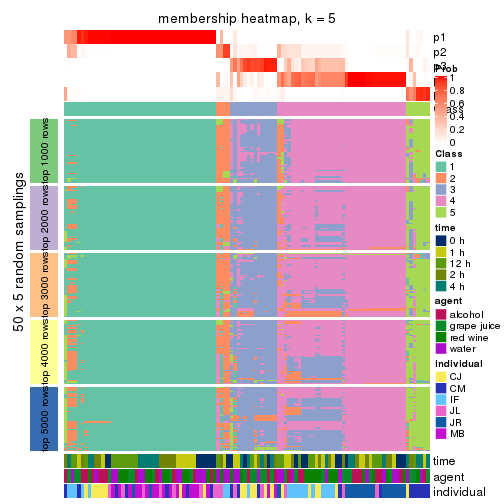 membership heatmap, k = 5
p1
p2
p3
Prob
1
0.8
0.6
0.4
0.2
0
Class
1
2
3
4
5
time
0 h
1 h
12 h
2 h
4 h
agent
alcohol
grape juice
red wine
water
individual
CJ
CM
IF
JL
JR
MB
50 x 5 random samplings
top 1000 rows
top 2000 rows
top 3000 rows
top 4000 rows
top 5000 rows
time
agent
individual